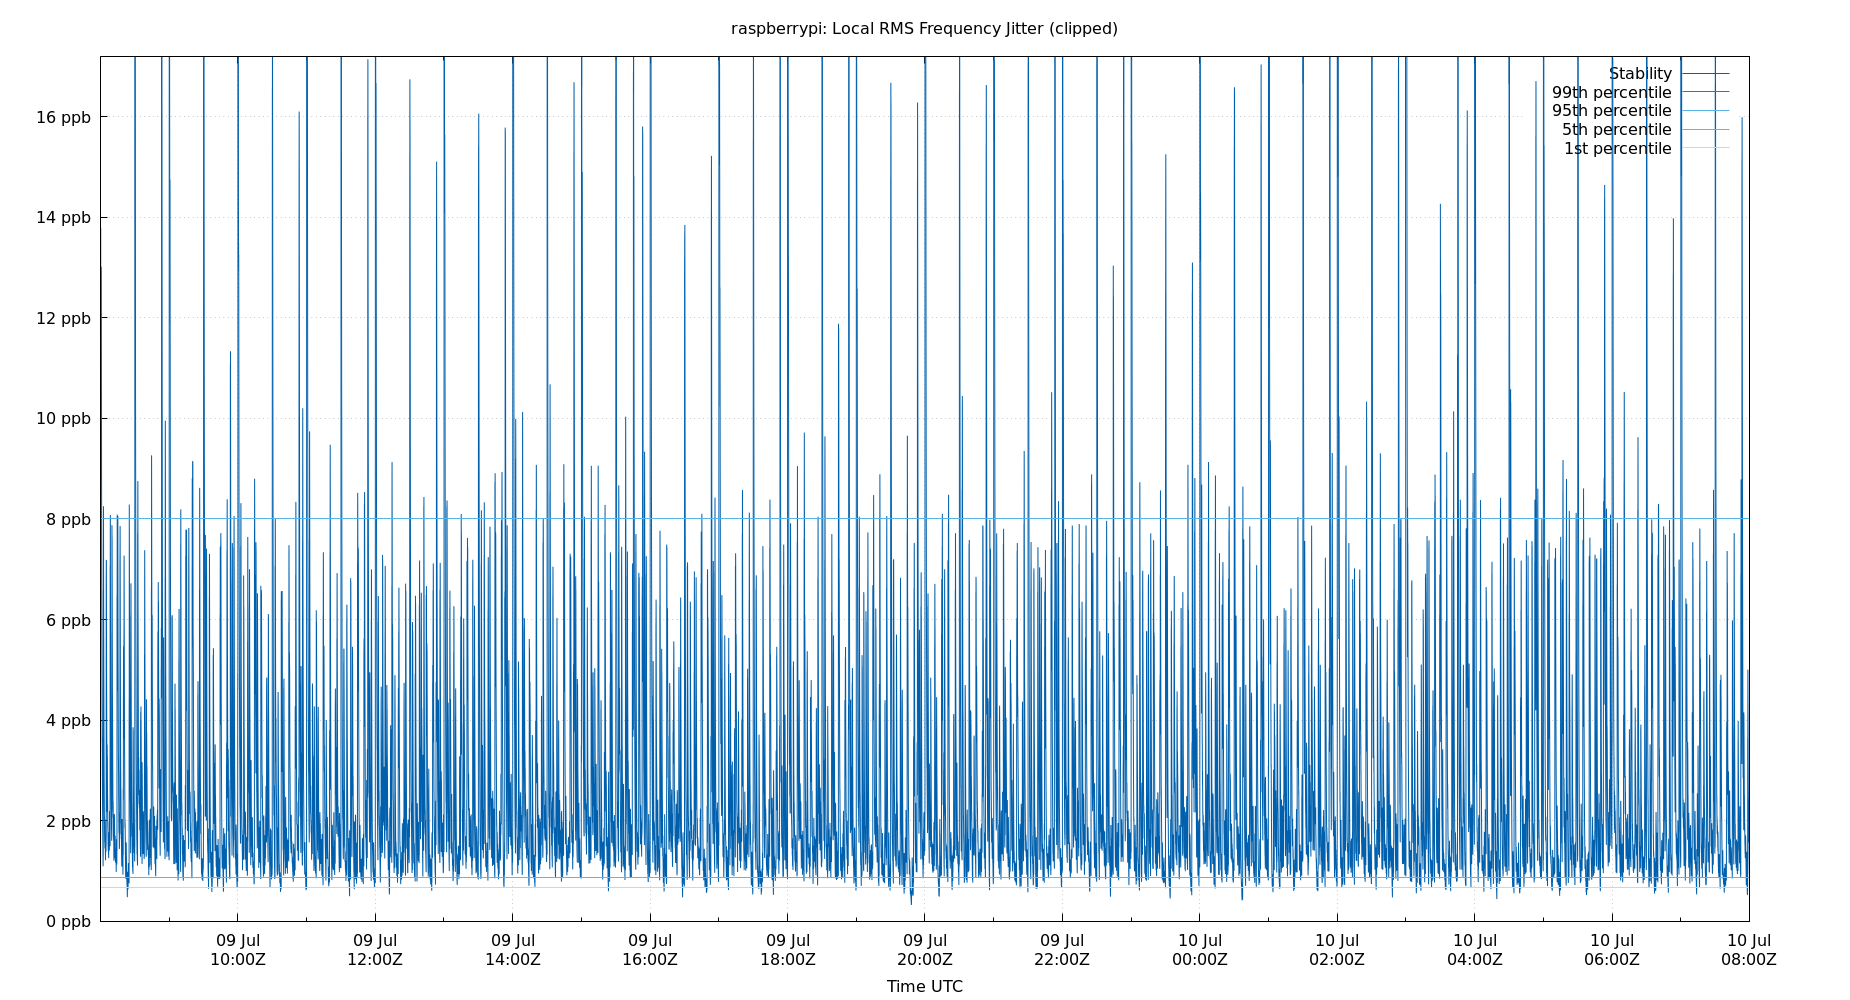 raspberrypi: Local RMS Frequency Jitter (clipped)
Stability
99th percentile
95th percentile
5th percentile
1st percentile
16 ppb
14 ppb
12 ppb
10 ppb
8 ppb
6 ppb
4 ppb
2 ppb
0 ppb
09 Jul 09 Jul 09 Jul 09 Jul 09 Jul 09 Jul 09 Jul 10 Jul 10 Jul 10 Jul 10 Jul 10 Jul
10:00Z 12:00Z 14:00Z 16:00Z 18:00Z 20:00Z 22:00Z 00:00Z 02:00Z 04:00Z 06:00Z 08:00Z
Time UTC